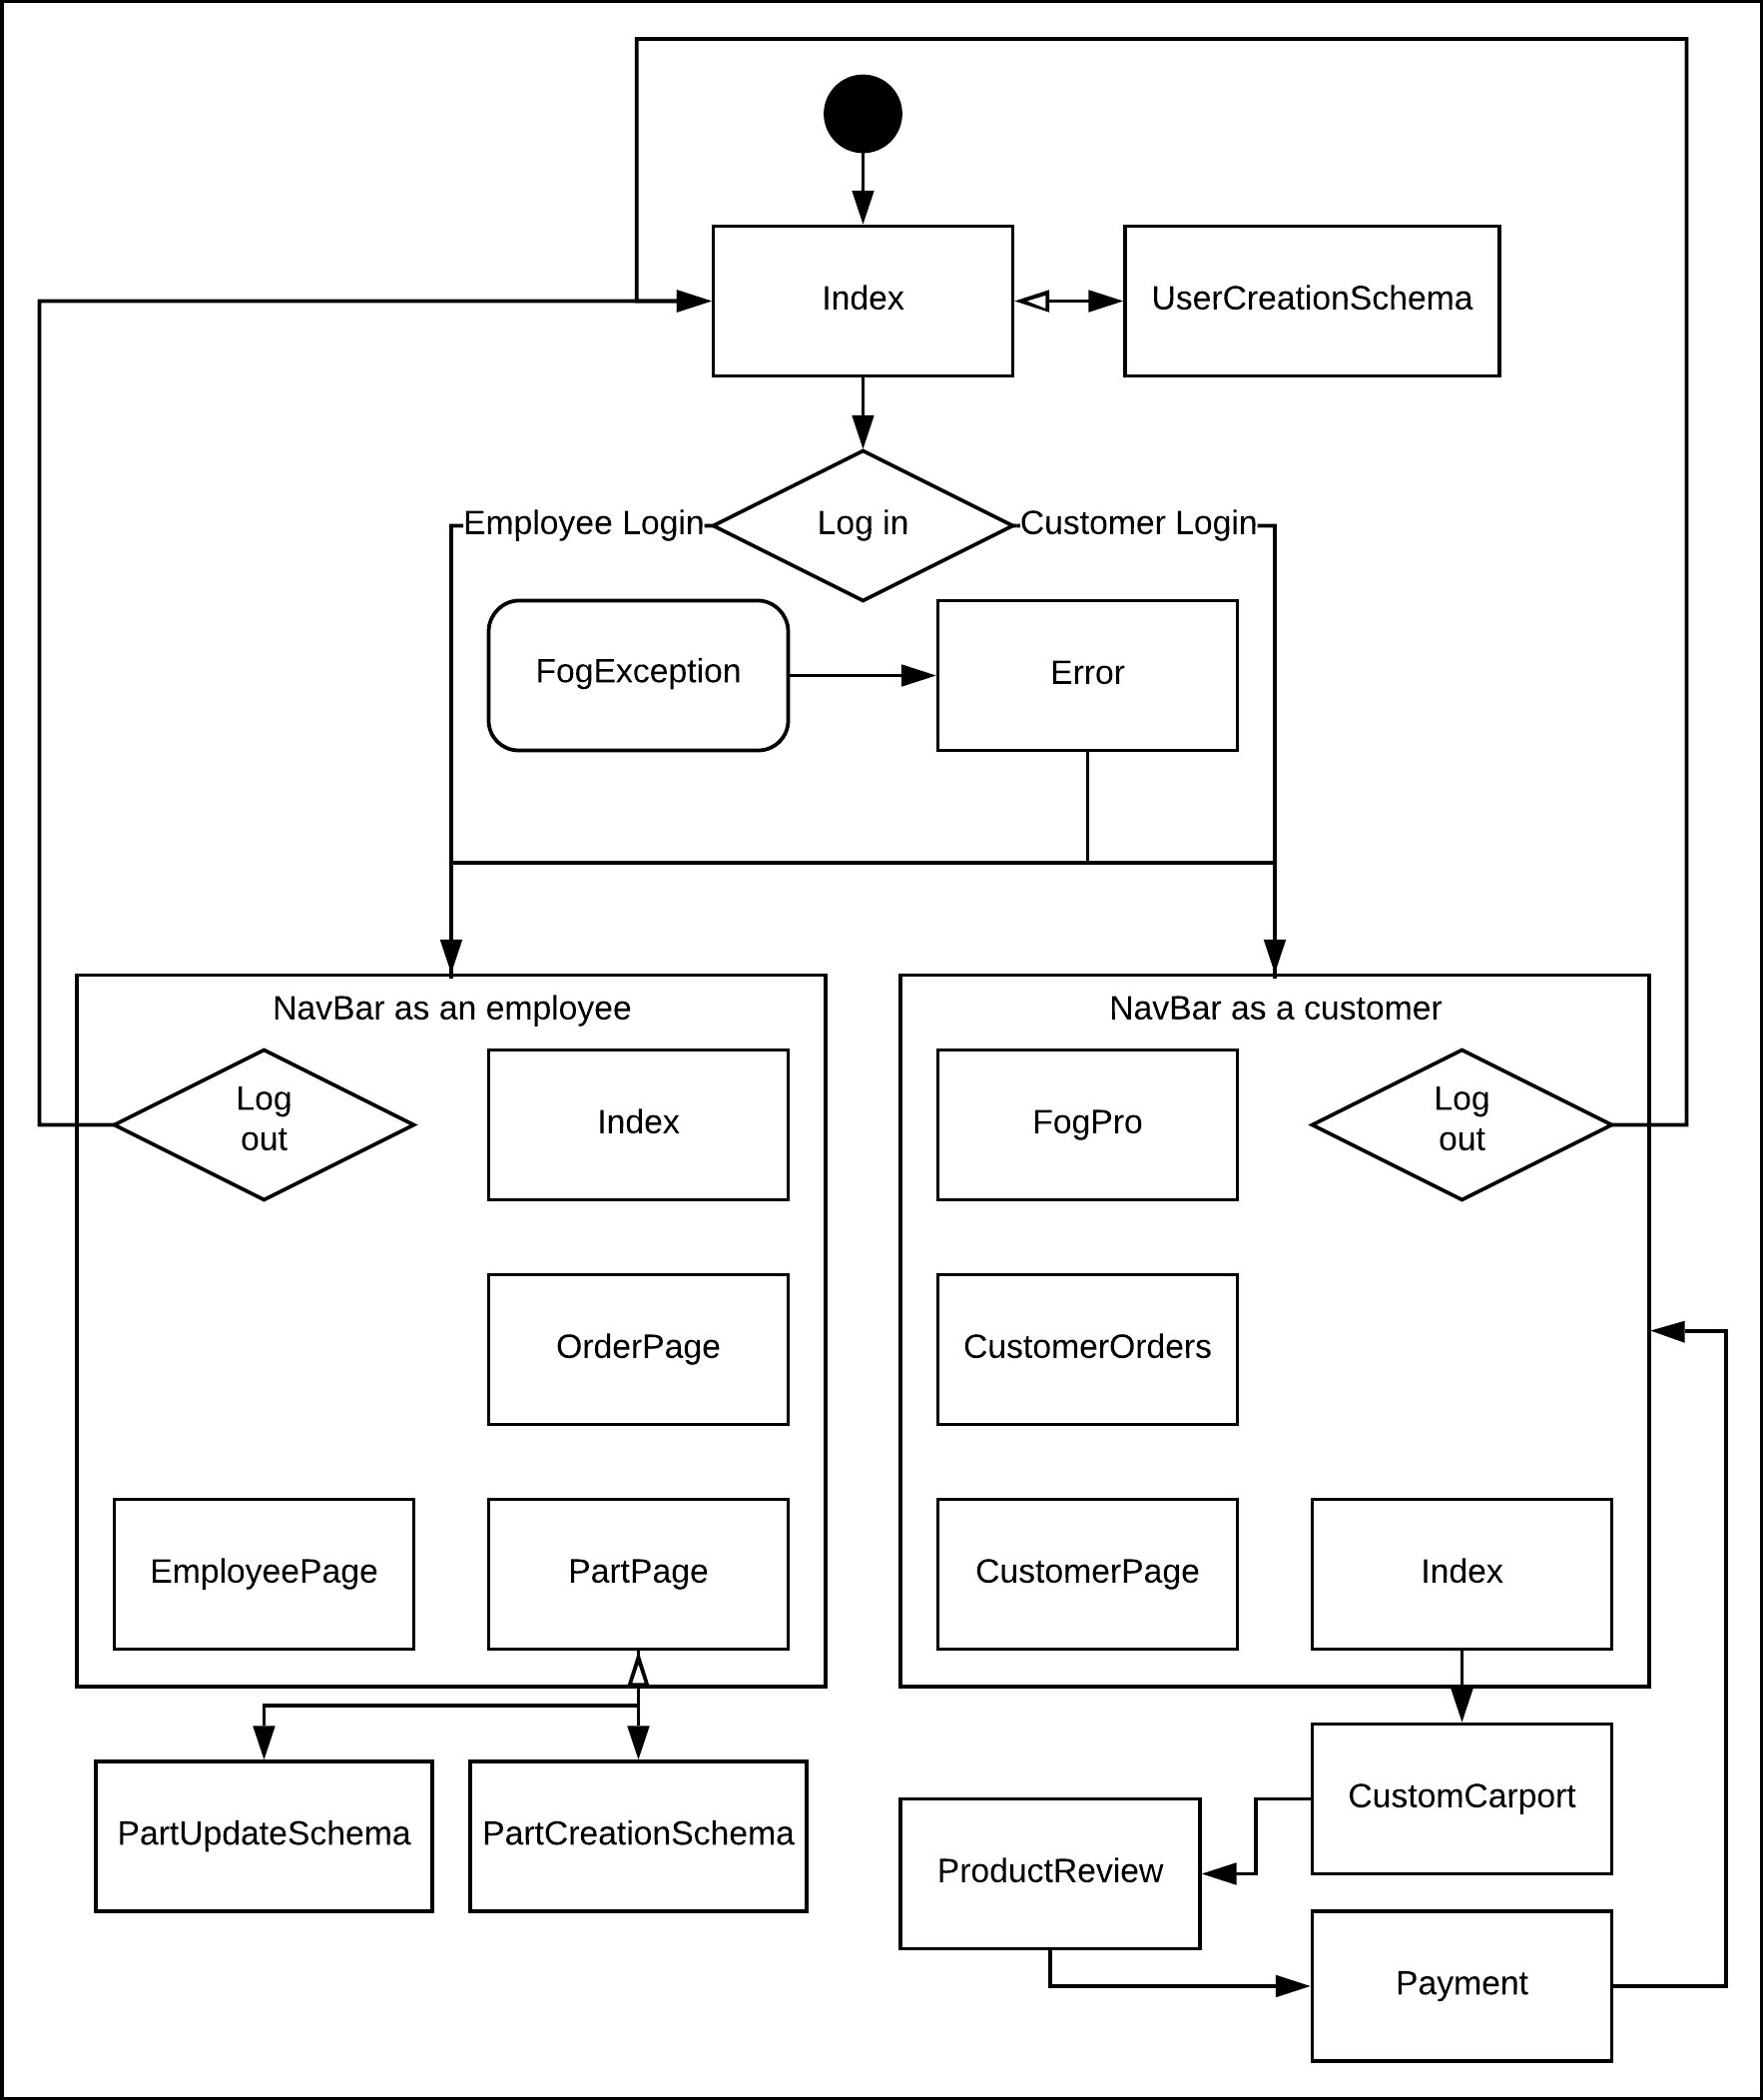 Index
UserCreationSchema
Employee Login
Log in
Customer Login
FogException
Error
NavBar as an employee
Log
out
Index
OrderPage
EmployeePage
PartPage
PartUpdateSchema
PartCreationSchema
NavBar as a customer
FogPro
Log
out
CustomerOrders
CustomerPage
Index
CustomCarport
ProductReview
Payment